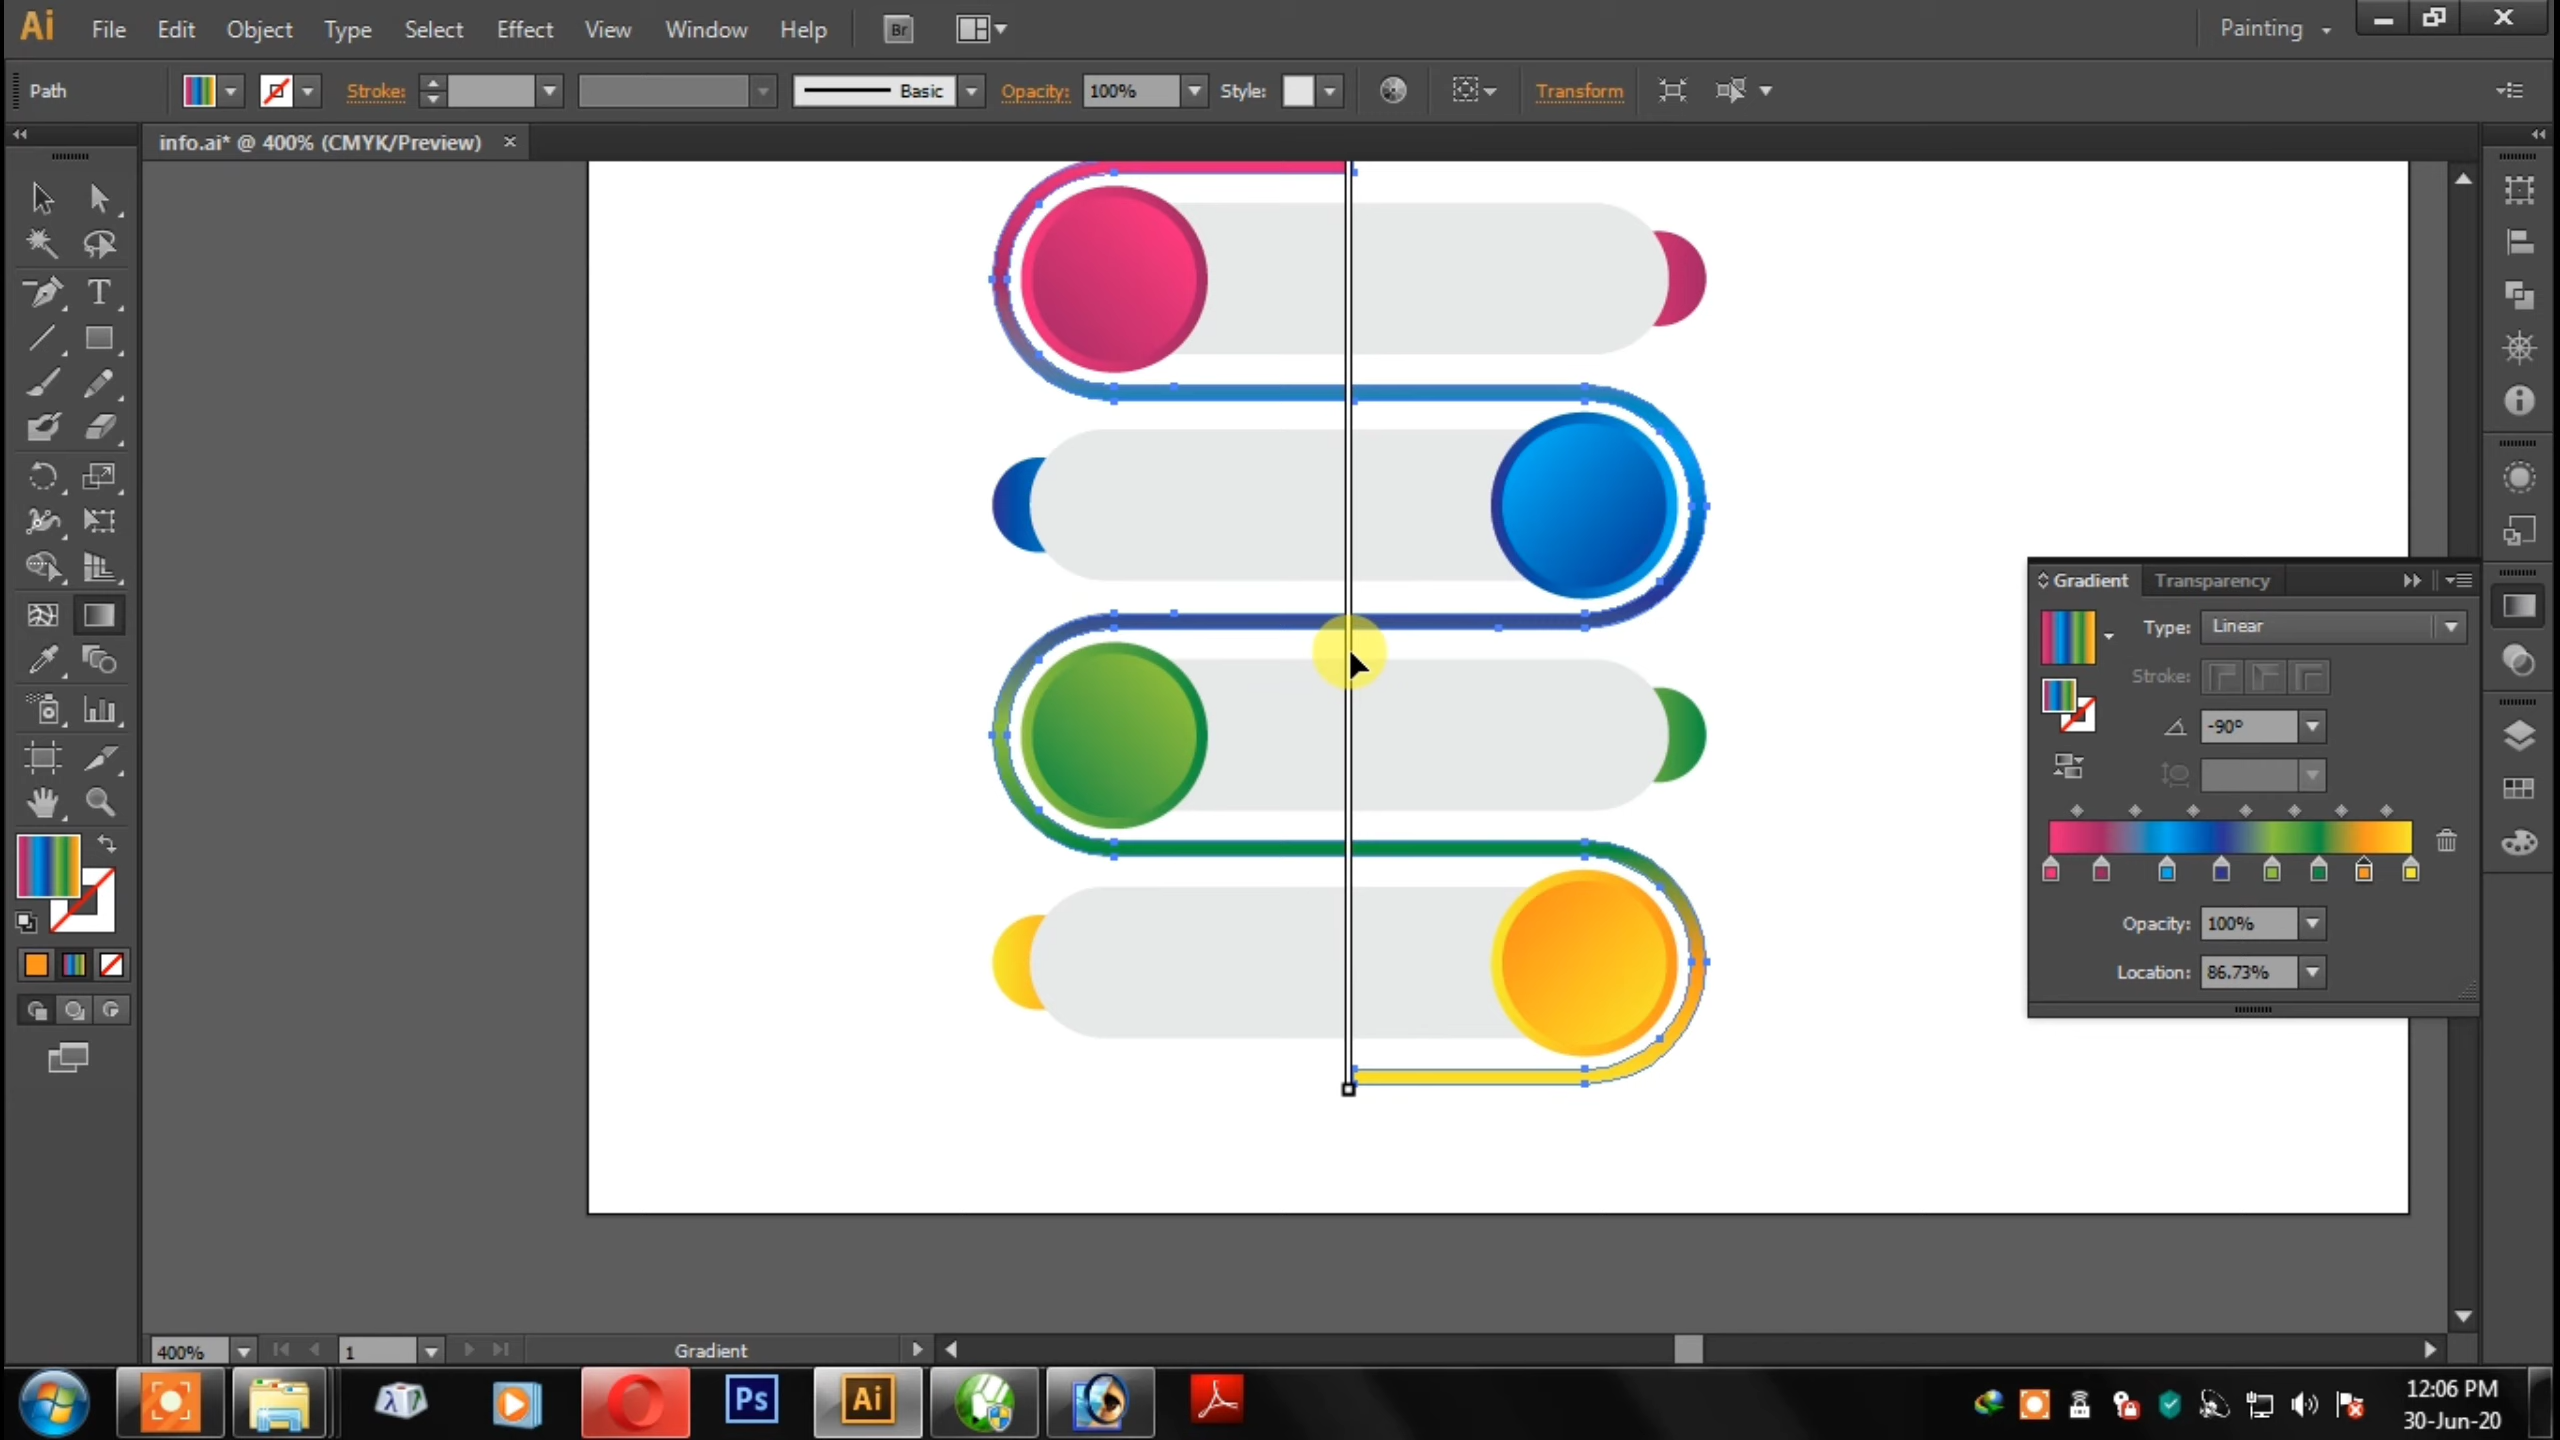 Ai File Edit Object Type Select Effect View Window Help Br Painting
Path Stroke: Basic Opacity: 100% Style: Transform
info.ai* @ 400% (CMYK/Preview)
T
Gradient Transparency
Type: Linear
Stroke:
-90°
Opacity: 100%
Location: 86.73%
400% 1 Gradient
Ps Ai
12:06 PM
30-Jun-20